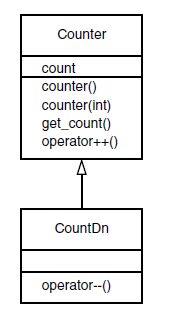 Counter
count
counter()
counter(int)
get_count()
operator++()
CountDn
operator--()